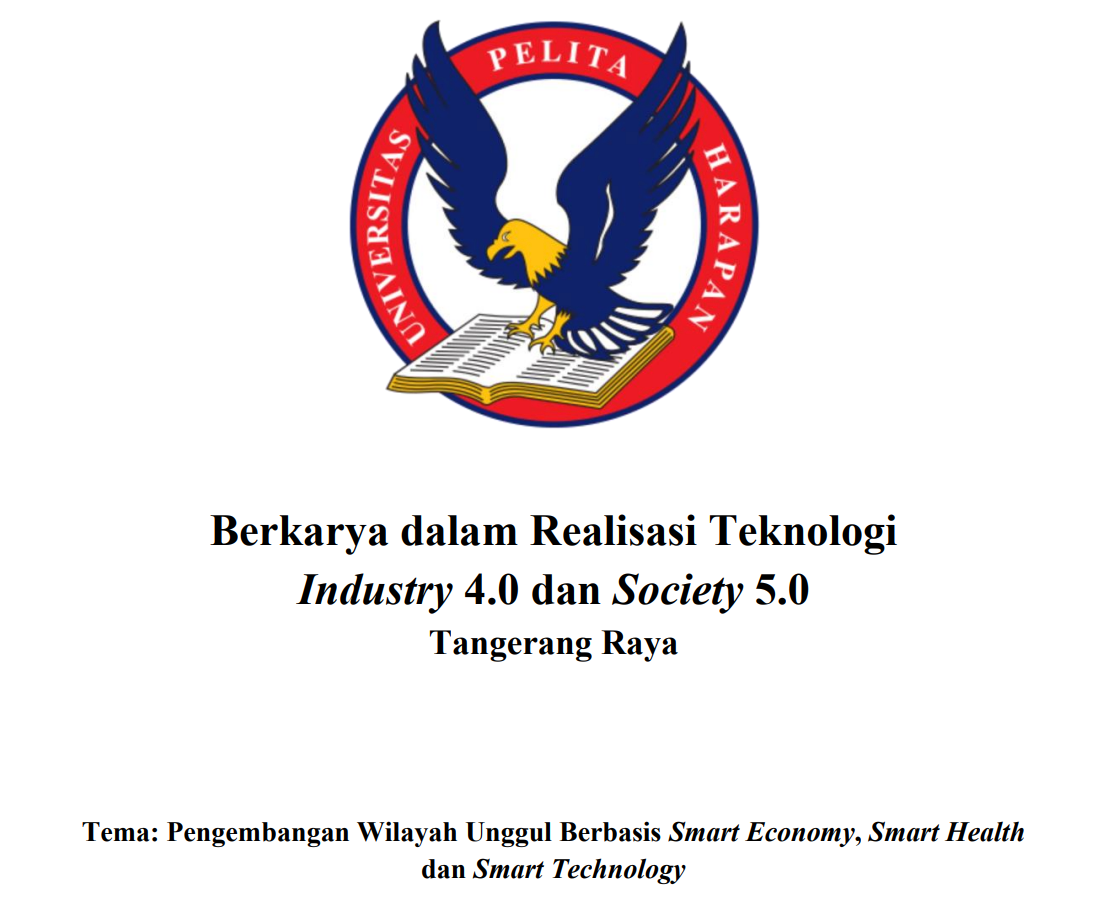 UNIVERSITAS PELITA HARAPAN
Berkarya dalam Realisasi Teknologi
Industry 4.0 dan Society 5.0
Tangerang Raya
Tema: Pengembangan Wilayah Unggul Berbasis Smart Economy, Smart Health
dan Smart Technology